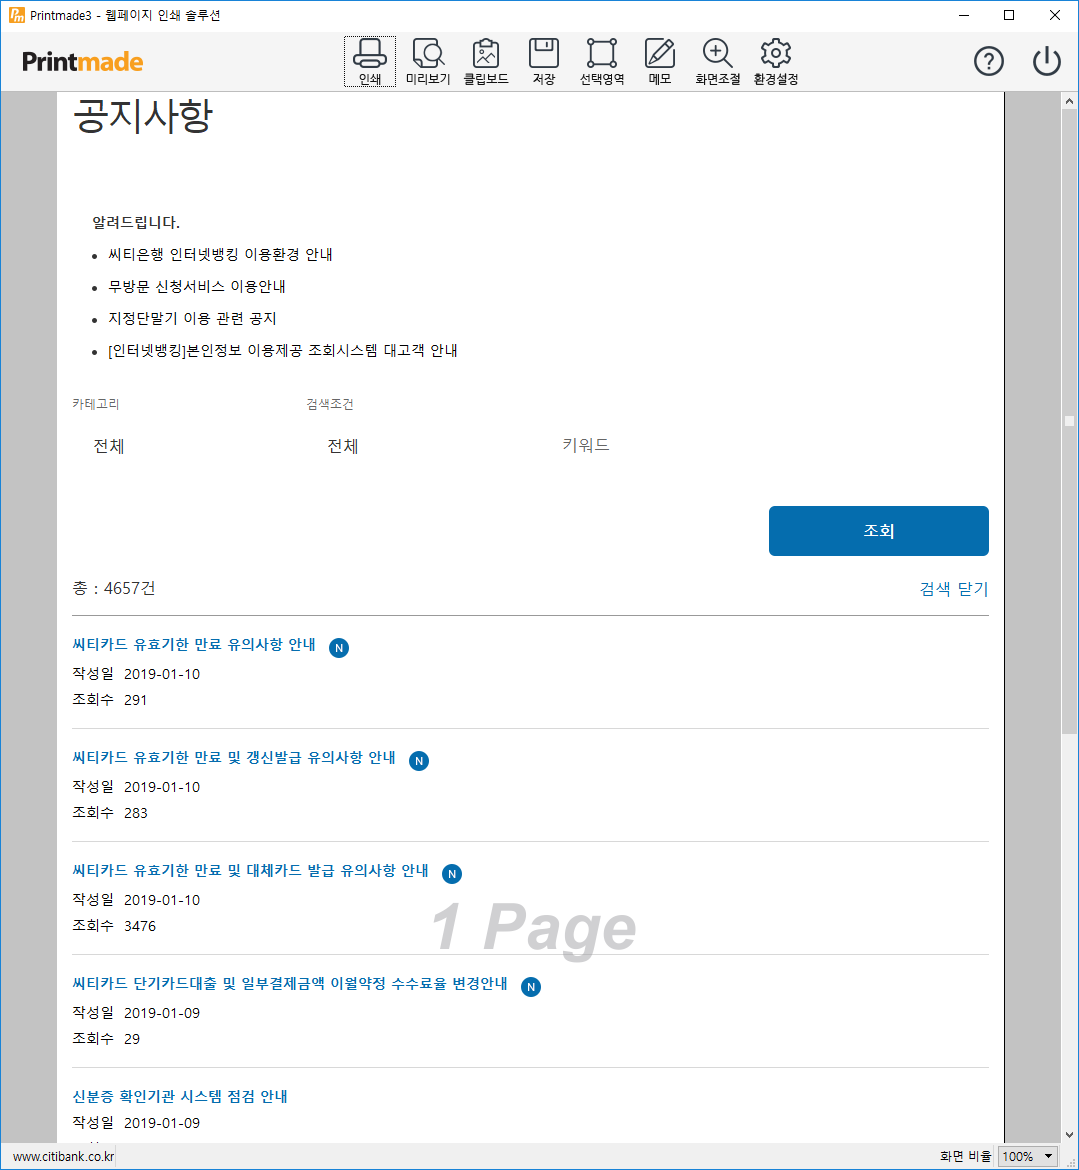 Printmade3 - 웹페이지 인쇄 솔루션
Printmade
인쇄 미리보기 클립보드 저장 선택영역 메모 화면조절 환경설정
공지사항
알려드립니다.
씨티은행 인터넷뱅킹 이용환경 안내
무방문 신청서비스 이용안내
지정단말기 이용 관련 공지
[인터넷뱅킹]본인정보 이용제공 조회시스템 대고객 안내
카테고리 검색조건
전체 전체 키워드
조회
총 : 4657건 검색 닫기
씨티카드 유효기한 만료 유의사항 안내 N
작성일 2019-01-10
조회수 291
씨티카드 유효기한 만료 및 갱신발급 유의사항 안내 N
작성일 2019-01-10
조회수 283
씨티카드 유효기한 만료 및 대체카드 발급 유의사항 안내 N
작성일 2019-01-10
조회수 3476
1 Page
씨티카드 단기카드대출 및 일부결제금액 이월약정 수수료율 변경안내 N
작성일 2019-01-09
조회수 29
신분증 확인기관 시스템 점검 안내
작성일 2019-01-09
www.citibank.co.kr 화면 비율 100%